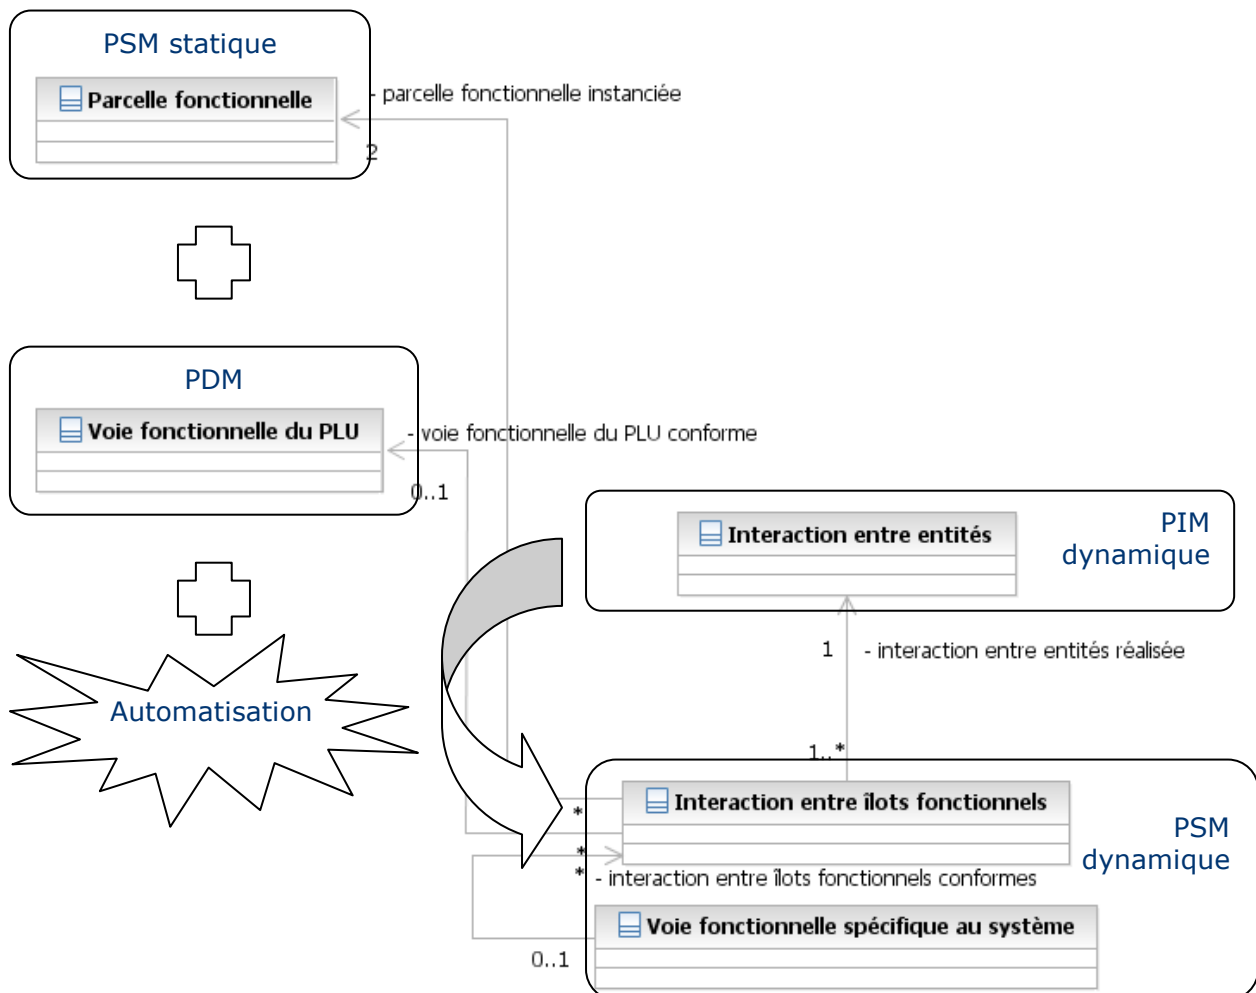 PSM statique
Parcelle fonctionnelle
- parcelle fonctionnelle instanciée
2
PDM
Voie fonctionnelle du PLU
- voie fonctionnelle du PLU conforme
0..1
PIM
dynamique
Interaction entre entités
1
- interaction entre entités réalisée
Automatisation
1..*
Interaction entre îlots fonctionnels
*
PSM
dynamique
*
*
- interaction entre îlots fonctionnels conformes
Voie fonctionnelle spécifique au système
0..1